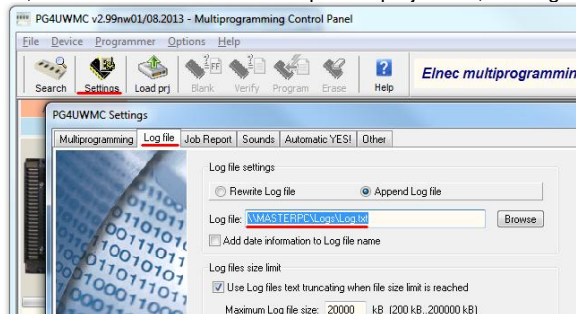 PG4UWMC v2.99nw01/08.2013 - Multiprogramming Control Panel
File Device Programmer Options Help
Search Settings Load prj Blank Verify Program Erase Help
Elnec multiprogrammin
PG4UWMC Settings
Multiprogramming Log file Job Report Sounds Automatic YES! Other
Log file settings
Rewrite Log file Append Log file
Log file: \\MASTERPC\Logs\Log.txt Browse
Add date information to Log file name
Log files size limit
Use Log files text truncating when file size limit is reached
Maximum Log file size: 20000 kB (200 kB..200000 kB)